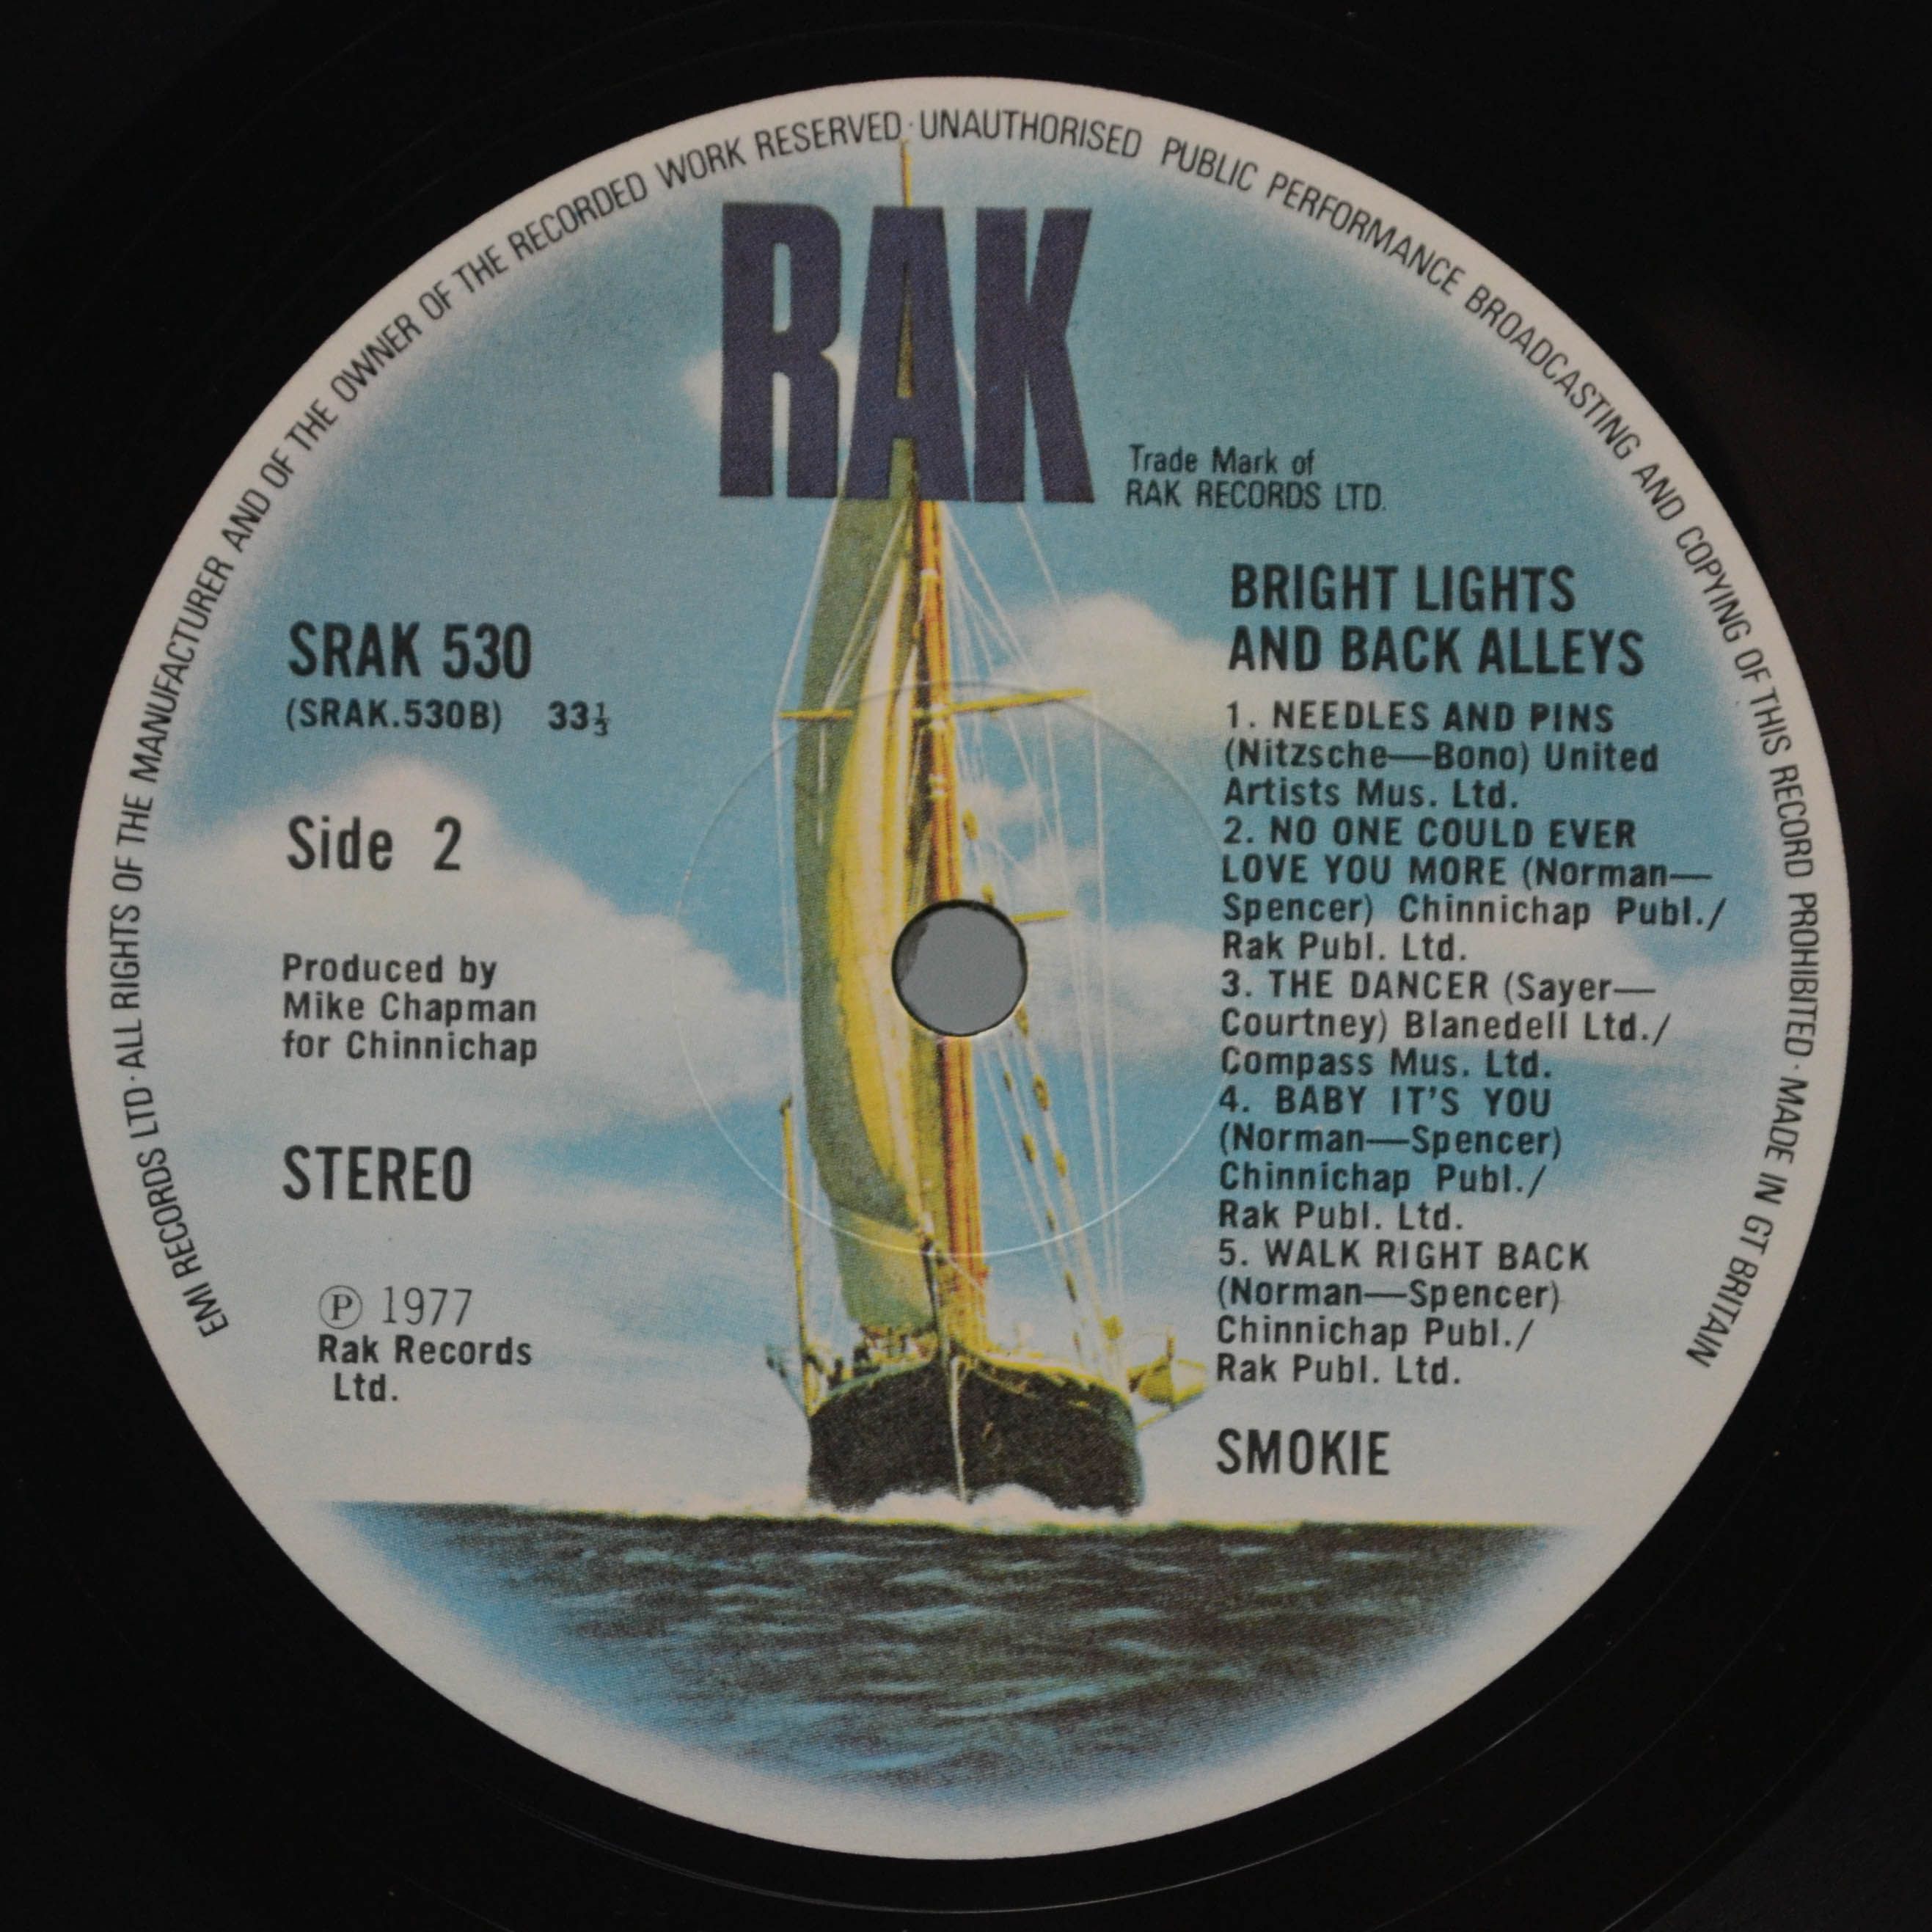 EMI RECORDS LTD · ALL RIGHTS OF THE MANUFACTURER AND OF THE OWNER OF THE RECORDED WORK RESERVED · UNAUTHORISED PUBLIC PERFORMANCE BROADCASTING AND COPYING OF THIS RECORD PROHIBITED · MADE IN GT BRITAIN
RAK
Trade Mark of
RAK RECORDS LTD.
SRAK 530
(SRAK.530B) 33⅓
Side 2
Produced by
Mike Chapman
for Chinnichap
STEREO
Ⓟ 1977
Rak Records
Ltd.
BRIGHT LIGHTS
AND BACK ALLEYS
1. NEEDLES AND PINS
(Nitzsche—Bono) United
Artists Mus. Ltd.
2. NO ONE COULD EVER
LOVE YOU MORE (Norman—
Spencer) Chinnichap Publ./
Rak Publ. Ltd.
3. THE DANCER (Sayer—
Courtney) Blanedell Ltd./
Compass Mus. Ltd.
4. BABY IT'S YOU
(Norman—Spencer)
Chinnichap Publ./
Rak Publ. Ltd.
5. WALK RIGHT BACK
(Norman—Spencer)
Chinnichap Publ./
Rak Publ. Ltd.
SMOKIE